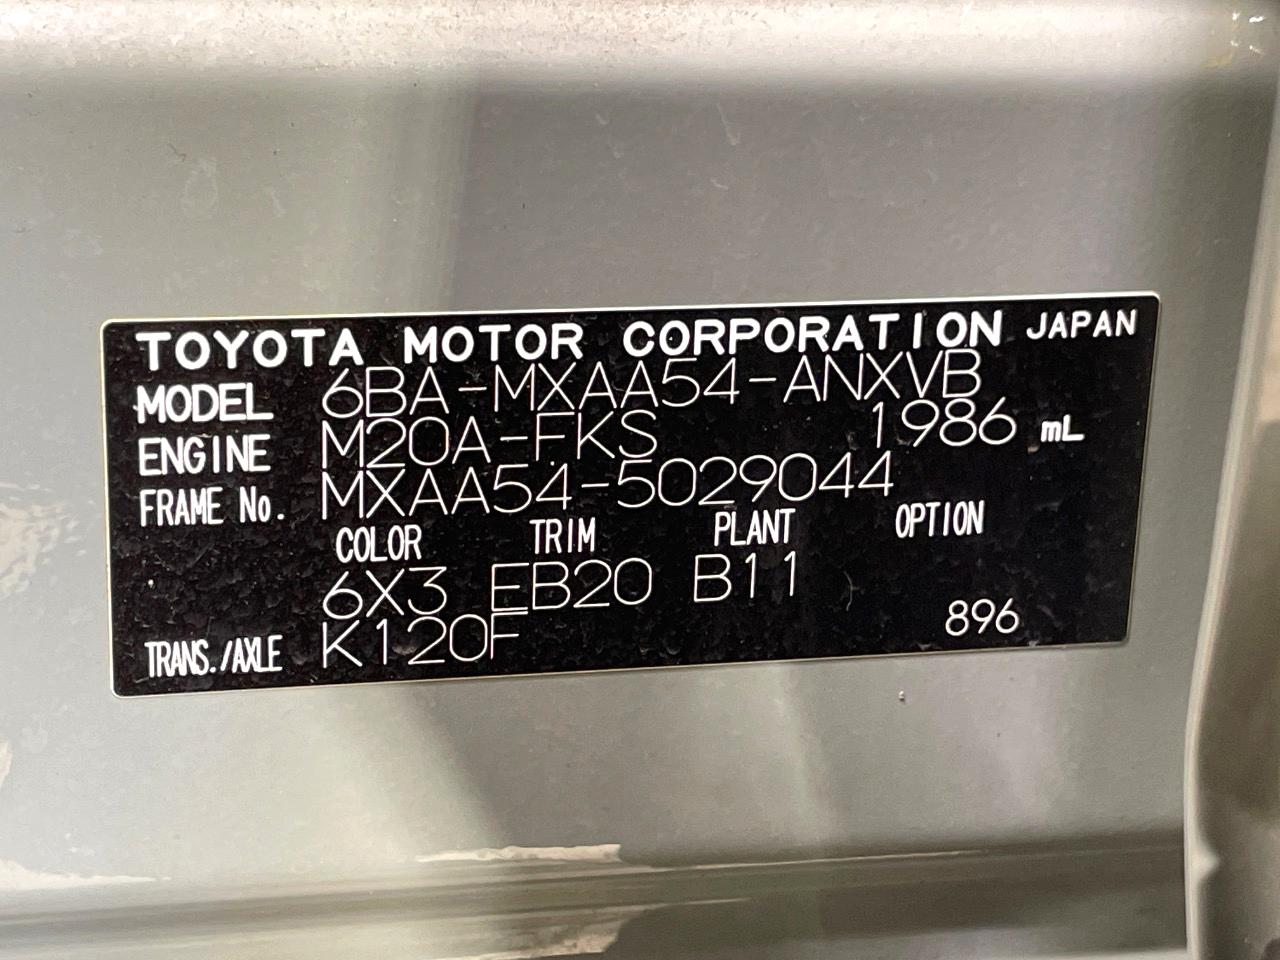 TOYOTA MOTOR CORPORATION JAPAN
MODEL 6BA-MXAA54-ANXVB
ENGINE M20A-FKS 1986 mL
FRAME No. MXAA54-5029044
COLOR TRIM PLANT OPTION
6X3 EB20 B11
TRANS./AXLE K120F 896